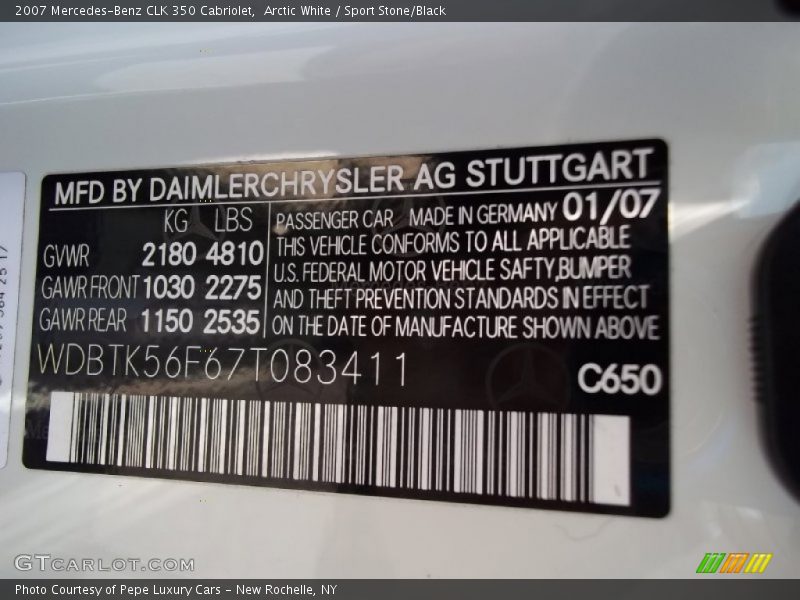 2007 Mercedes-Benz CLK 350 Cabriolet,  Arctic White / Sport Stone/Black
MFD BY DAIMLERCHRYSLER AG STUTTGART
KG LBS
GVWR 2180 4810
GAWR FRONT 1030 2275
GAWR REAR 1150 2535
PASSENGER CAR MADE IN GERMANY 01/07
THIS VEHICLE CONFORMS TO ALL APPLICABLE
U.S. FEDERAL MOTOR VEHICLE SAFTY,BUMPER
AND THEFT PREVENTION STANDARDS IN EFFECT
ON THE DATE OF MANUFACTURE SHOWN ABOVE
WDBTK56F67T083411
C650
GTCARLOT.COM
Photo Courtesy of Pepe Luxury Cars - New Rochelle, NY